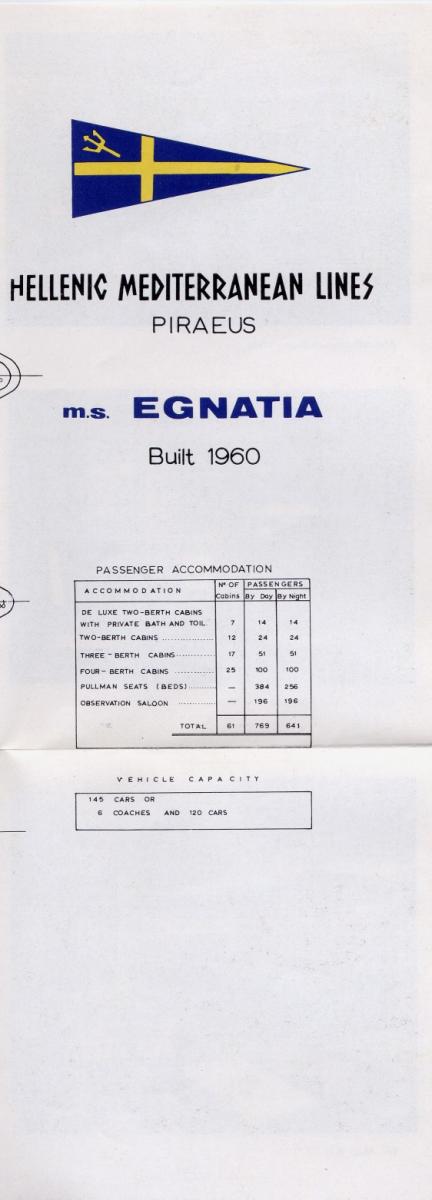 HELLENIC MEDITERRANEAN LINES
PIRAEUS
m.s. EGNATIA
Built 1960
PASSENGER ACCOMMODATION
ACCOMMODATION Nº OF Cabins PASSENGERS By Day By Night
DE LUXE TWO-BERTH CABINS
WITH PRIVATE BATH AND TOIL. 7 14 14
TWO-BERTH CABINS ................ 12 24 24
THREE-BERTH CABINS ............ 17 51 51
FOUR-BERTH CABINS ............ 25 100 100
PULLMAN SEATS (BEDS) ......... — 384 256
OBSERVATION SALOON ............ — 196 196
TOTAL 61 769 641
VEHICLE CAPACITY
145 CARS OR
6 COACHES AND 120 CARS